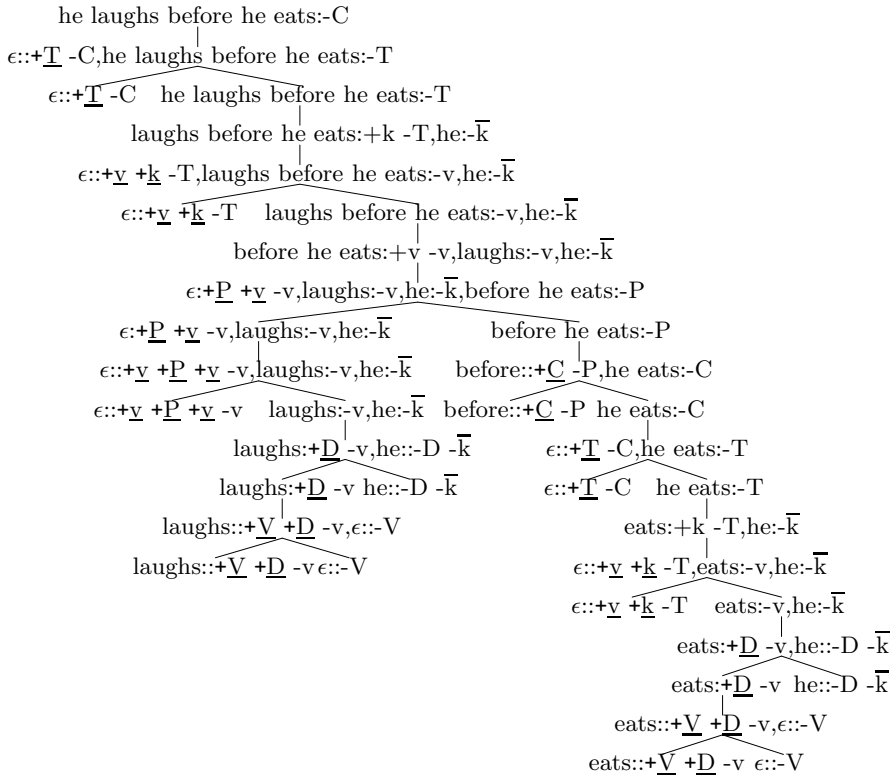 he laughs before he eats:-C
ϵ::+T̲ -C,he laughs before he eats:-T
ϵ::+T̲ -C he laughs before he eats:-T
laughs before he eats:+k -T,he:-k̅
ϵ::+v̲ +k̲ -T,laughs before he eats:-v,he:-k̅
ϵ::+v̲ +k̲ -T laughs before he eats:-v,he:-k̅
before he eats:+v -v,laughs:-v,he:-k̅
ϵ:+P̲ +v̲ -v,laughs:-v,he:-k̅,before he eats:-P
ϵ:+P̲ +v̲ -v,laughs:-v,he:-k̅ before he eats:-P
ϵ::+v̲ +P̲ +v̲ -v,laughs:-v,he:-k̅ before::+C̲ -P,he eats:-C
ϵ::+v̲ +P̲ +v̲ -v laughs:-v,he:-k̅ before::+C̲ -P he eats:-C
laughs:+D̲ -v,he::-D -k̅ ϵ::+T̲ -C,he eats:-T
laughs:+D̲ -v he::-D -k̅ ϵ::+T̲ -C he eats:-T
laughs::+V̲ +D̲ -v,ϵ::-V eats:+k -T,he:-k̅
laughs::+V̲ +D̲ -v ϵ::-V ϵ::+v̲ +k̲ -T,eats:-v,he:-k̅
ϵ::+v̲ +k̲ -T eats:-v,he:-k̅
eats:+D̲ -v,he::-D -k̅
eats:+D̲ -v he::-D -k̅
eats::+V̲ +D̲ -v,ϵ::-V
eats::+V̲ +D̲ -v ϵ::-V